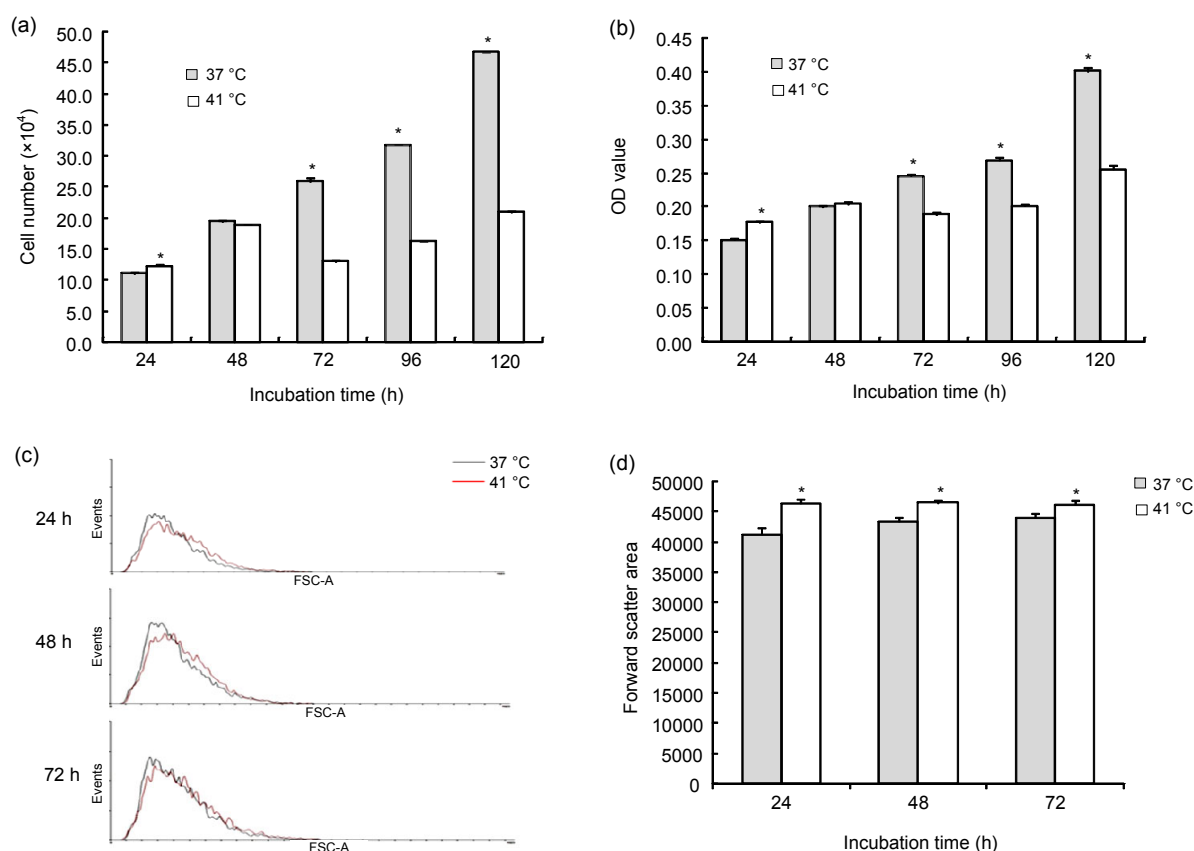 (a)
50.0
45.0
40.0
35.0
30.0
25.0
20.0
15.0
10.0
5.0
0.0
Cell number (×10⁴)
37 °C
41 °C
*
*
*
*
24 48 72 96 120
Incubation time (h)
(b)
0.45
0.40
0.35
0.30
0.25
0.20
0.15
0.10
0.05
0.00
OD value
37 °C
41 °C
*
*
*
*
24 48 72 96 120
Incubation time (h)
(c)
37 °C
41 °C
24 h
Events
FSC-A
48 h
Events
FSC-A
72 h
Events
FSC-A
(d)
50000
45000
40000
35000
30000
25000
20000
15000
10000
5000
0
Forward scatter area
37 °C
41 °C
*
*
*
24 48 72
Incubation time (h)